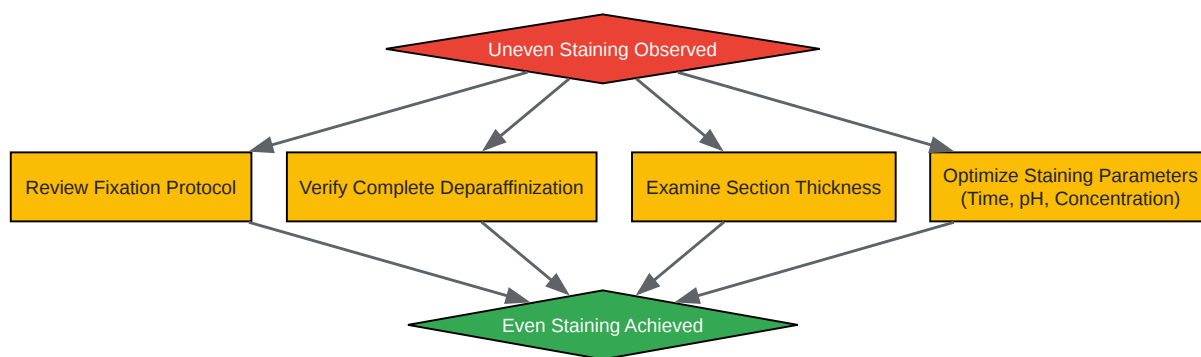 Uneven Staining Observed
Review Fixation Protocol
Verify Complete Deparaffinization
Examine Section Thickness
Optimize Staining Parameters
(Time, pH, Concentration)
Even Staining Achieved